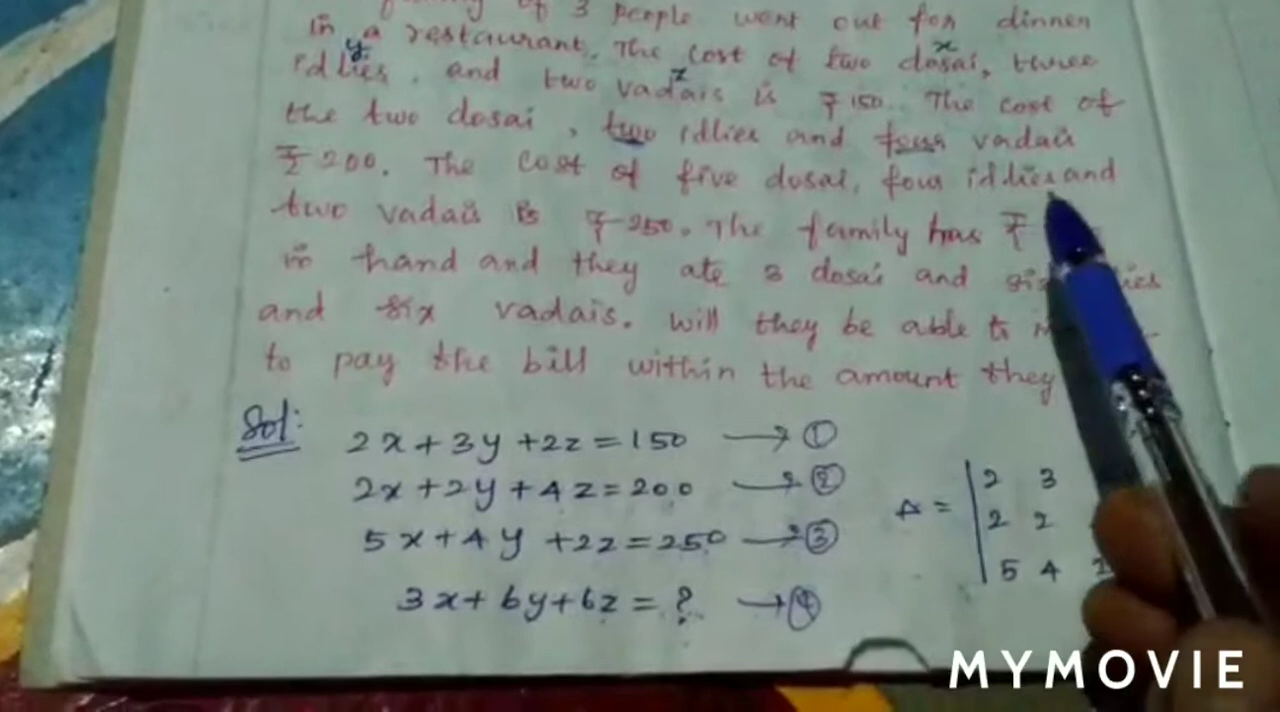 of 3 people went out for dinner
in a restaurant. The cost of two dosai, three
y x
idlies, and two vadais is ₹150. The cost of
z
the two dosai, two idlies and four vadais
₹200. The cost of five dosai, four idlies and
two vadais is ₹250. The family has ₹
in hand and they ate 3 dosai and
and six vadais. Will they be able to
to pay the bill within the amount they
Sol:
2x+3y+2z=150 → ①
2x+2y+4z=200 → ②
5x+4y+2z=250 → ③
3x+6y+6z=? → ④
Δ = | 2 3
2 2
5 4
MYMOVIE